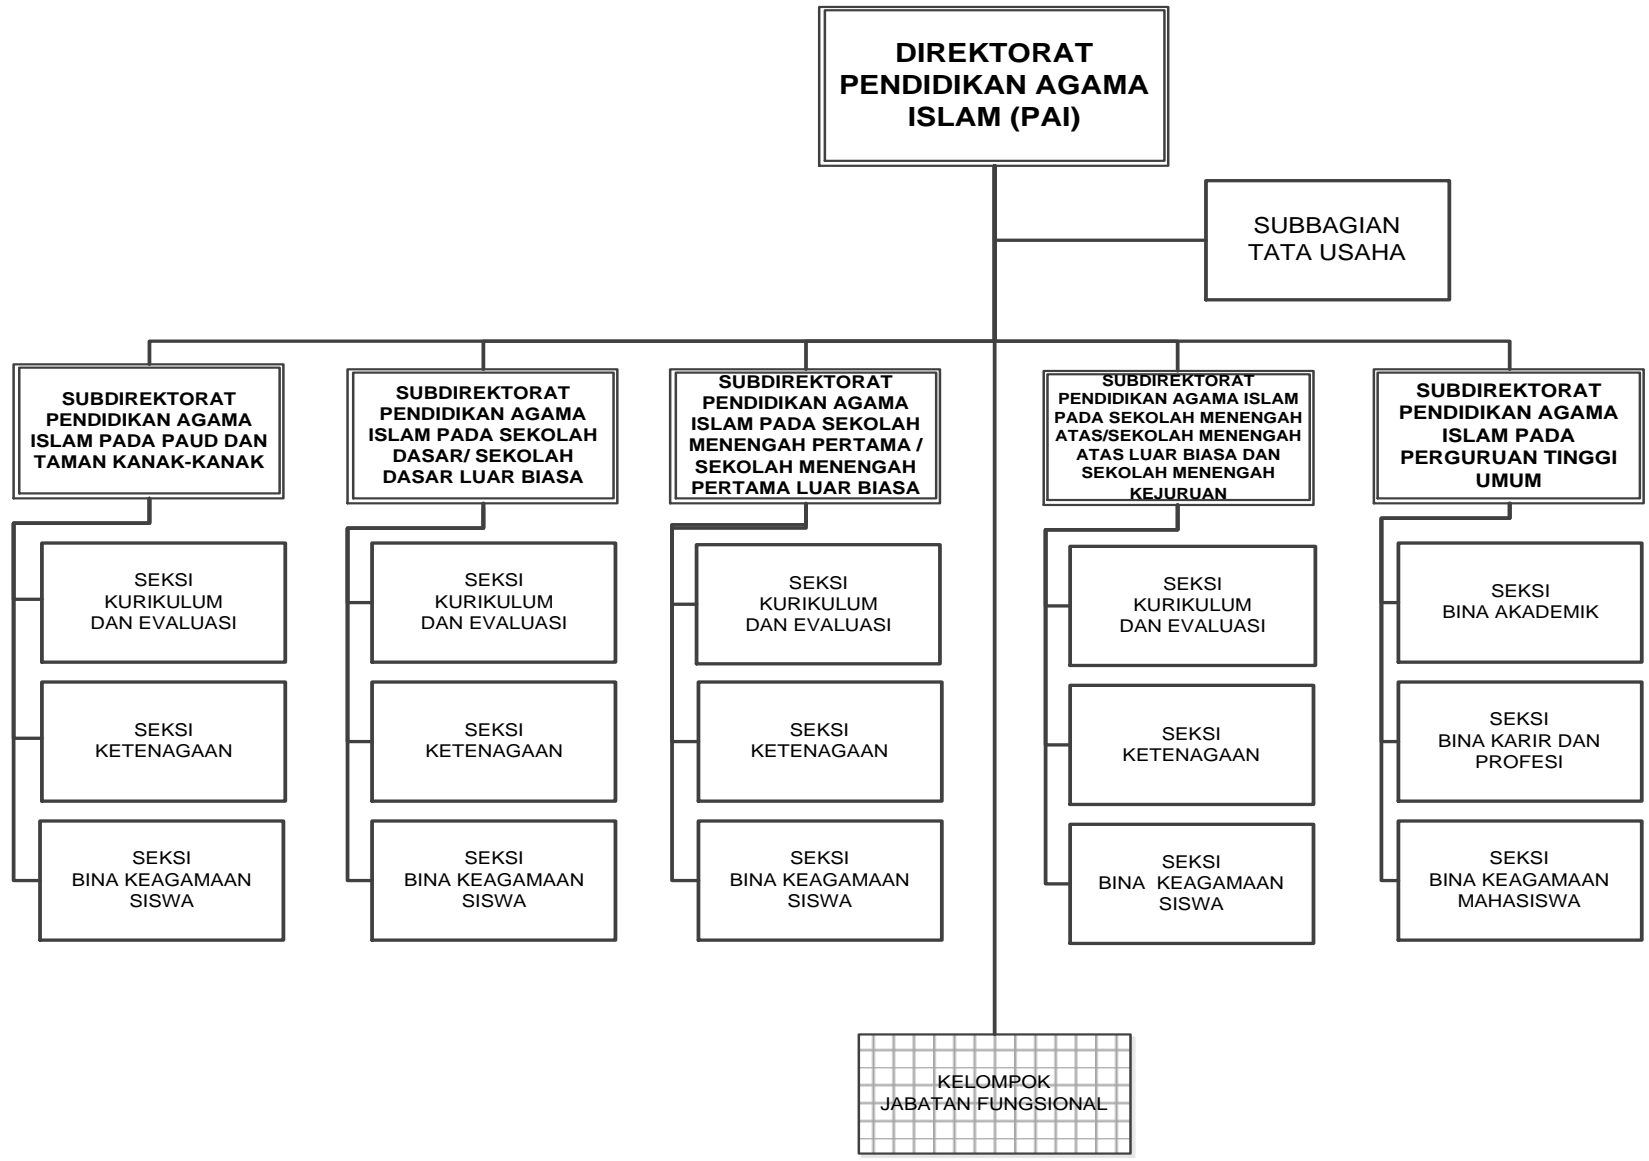 DIREKTORAT
PENDIDIKAN AGAMA
ISLAM (PAI)
SUBBAGIAN
TATA USAHA
SUBDIREKTORAT
PENDIDIKAN AGAMA
ISLAM PADA PAUD DAN
TAMAN KANAK-KANAK
SUBDIREKTORAT
PENDIDIKAN AGAMA
ISLAM PADA SEKOLAH
DASAR/ SEKOLAH
DASAR LUAR BIASA
SUBDIREKTORAT
PENDIDIKAN AGAMA
ISLAM PADA SEKOLAH
MENENGAH PERTAMA /
SEKOLAH MENENGAH
PERTAMA LUAR BIASA
SUBDIREKTORAT
PENDIDIKAN AGAMA ISLAM
PADA SEKOLAH MENENGAH
ATAS/SEKOLAH MENENGAH
ATAS LUAR BIASA DAN
SEKOLAH MENENGAH
KEJURUAN
SUBDIREKTORAT
PENDIDIKAN AGAMA
ISLAM PADA
PERGURUAN TINGGI
UMUM
SEKSI
KURIKULUM
DAN EVALUASI
SEKSI
KETENAGAAN
SEKSI
BINA KEAGAMAAN
SISWA
SEKSI
KURIKULUM
DAN EVALUASI
SEKSI
KETENAGAAN
SEKSI
BINA KEAGAMAAN
SISWA
SEKSI
KURIKULUM
DAN EVALUASI
SEKSI
KETENAGAAN
SEKSI
BINA KEAGAMAAN
SISWA
SEKSI
KURIKULUM
DAN EVALUASI
SEKSI
KETENAGAAN
SEKSI
BINA  KEAGAMAAN
SISWA
SEKSI
BINA AKADEMIK
SEKSI
BINA KARIR DAN
PROFESI
SEKSI
BINA KEAGAMAAN
MAHASISWA
KELOMPOK
JABATAN FUNGSIONAL